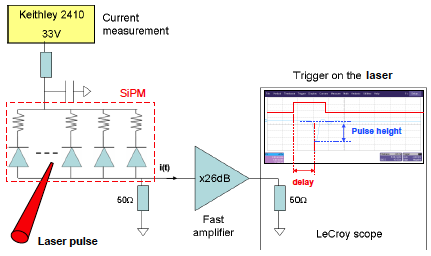 Keithley 2410
33V
Current
measurement
SiPM
Trigger on the laser
Pulse height
delay
i(t)
x26dB
50Ω
50Ω
Fast
amplifier
Laser pulse
LeCroy scope